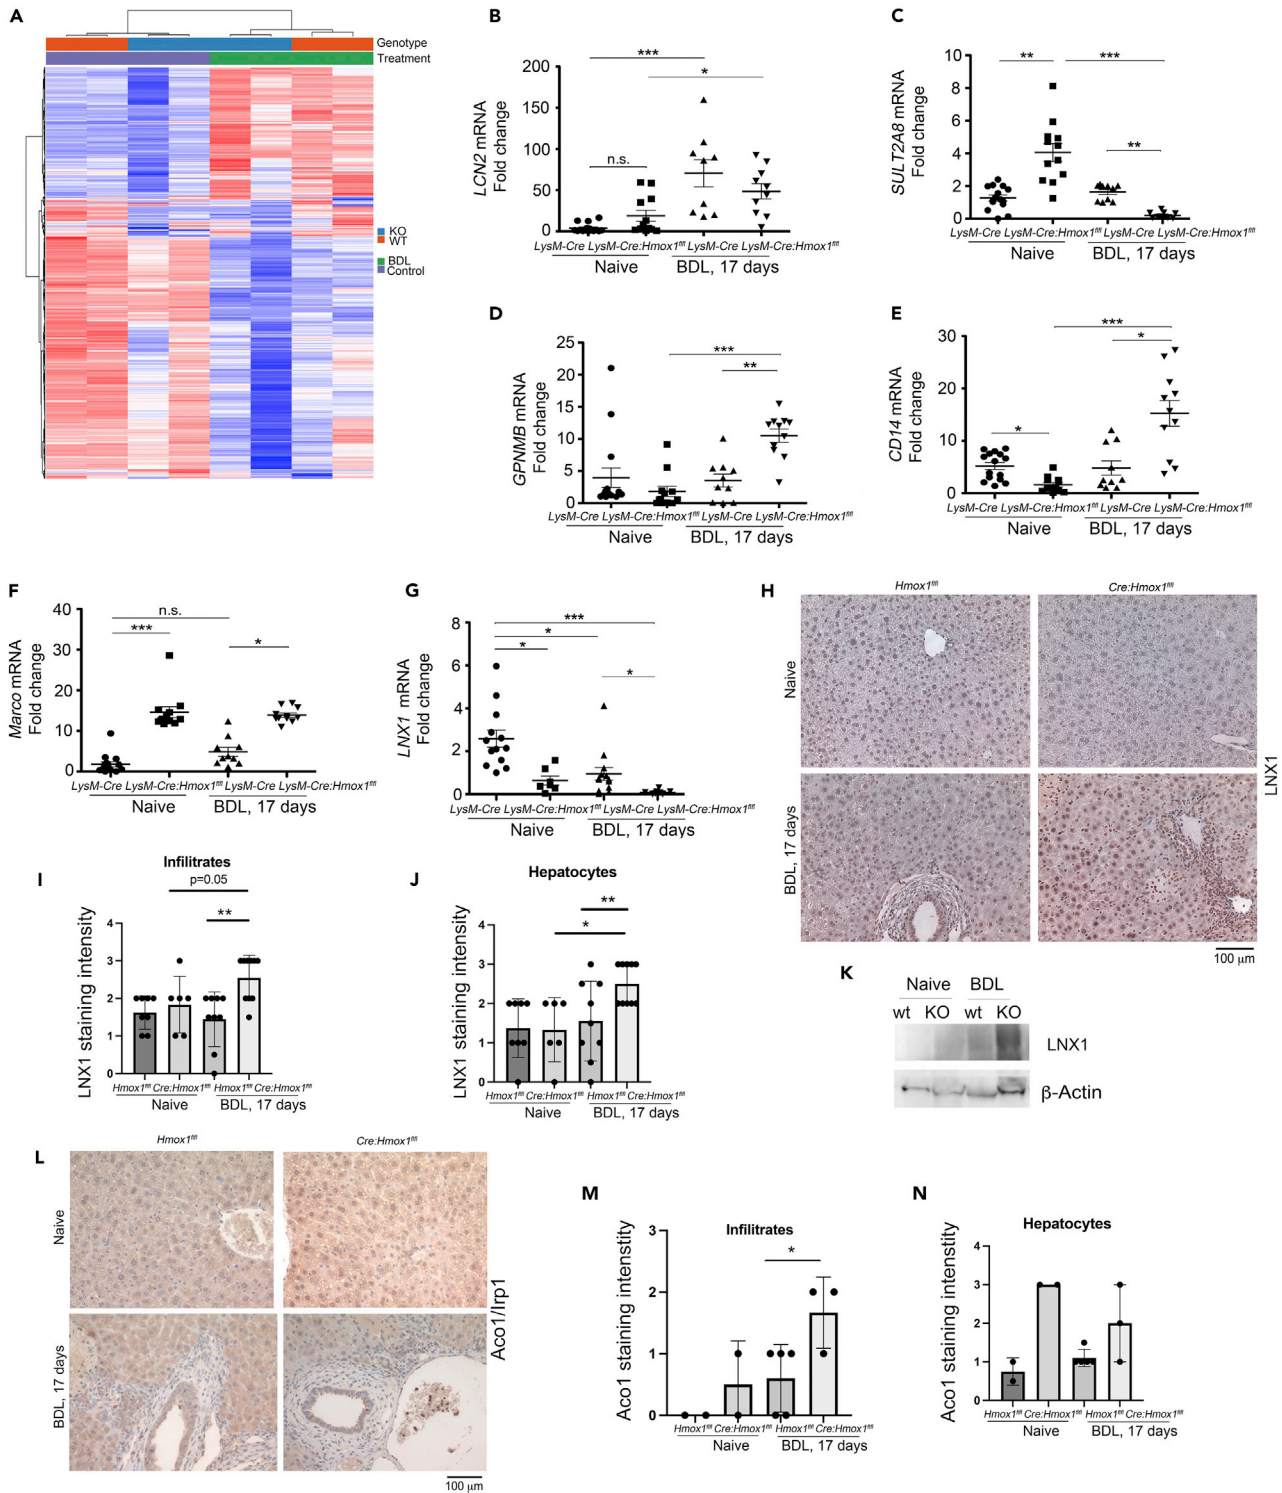 A
Genotype
Treatment
KO
WT
BDL
Control
B
LCN2 mRNA
Fold change
200
150
100
50
0
***
*
n.s.
LysM-Cre LysM-Cre:Hmox1fl/fl LysM-Cre LysM-Cre:Hmox1fl/fl
Naive
BDL, 17 days
C
SULT2A8 mRNA
Fold change
10
8
6
4
2
0
**
***
**
LysM-Cre LysM-Cre:Hmox1fl/fl LysM-Cre LysM-Cre:Hmox1fl/fl
Naive
BDL, 17 days
D
GPNMB mRNA
Fold change
25
20
15
10
5
0
***
**
LysM-Cre LysM-Cre:Hmox1fl/fl LysM-Cre LysM-Cre:Hmox1fl/fl
Naive
BDL, 17 days
E
CD14 mRNA
Fold change
30
20
10
0
***
*
*
LysM-Cre LysM-Cre:Hmox1fl/fl LysM-Cre LysM-Cre:Hmox1fl/fl
Naive
BDL, 17 days
F
Marco mRNA
Fold change
40
30
20
10
0
n.s.
***
*
LysM-Cre LysM-Cre:Hmox1fl/fl LysM-Cre LysM-Cre:Hmox1fl/fl
Naive
BDL, 17 days
G
LNX1 mRNA
Fold change
8
6
4
2
0
***
*
*
*
LysM-Cre LysM-Cre:Hmox1fl/fl LysM-Cre LysM-Cre:Hmox1fl/fl
Naive
BDL, 17 days
H
Hmox1fl/fl
Cre:Hmox1fl/fl
Naive
BDL, 17 days
LNX1
100 µm
I
Infilitrates
p=0.05
**
LNX1 staining intensity
4
3
2
1
0
Hmox1fl/fl Cre:Hmox1fl/fl Hmox1fl/fl Cre:Hmox1fl/fl
Naive
BDL, 17 days
J
Hepatocytes
**
*
LNX1 staining intensity
4
3
2
1
0
Hmox1fl/fl Cre:Hmox1fl/fl Hmox1fl/fl Cre:Hmox1fl/fl
Naive
BDL, 17 days
K
Naive BDL
wt KO wt KO
LNX1
β-Actin
L
Hmox1fl/fl
Cre:Hmox1fl/fl
Naive
BDL, 17 days
Aco1/Irp1
100 µm
M
Infilitrates
*
Aco1 staining intenstity
3
2
1
0
Hmox1fl/fl Cre:Hmox1fl/fl Hmox1fl/fl Cre:Hmox1fl/fl
Naive
BDL, 17 days
N
Hepatocytes
Aco1 staining intensity
4
3
2
1
0
Hmox1fl/fl Cre:Hmox1fl/fl Hmox1fl/fl Cre:Hmox1fl/fl
Naive
BDL, 17 days